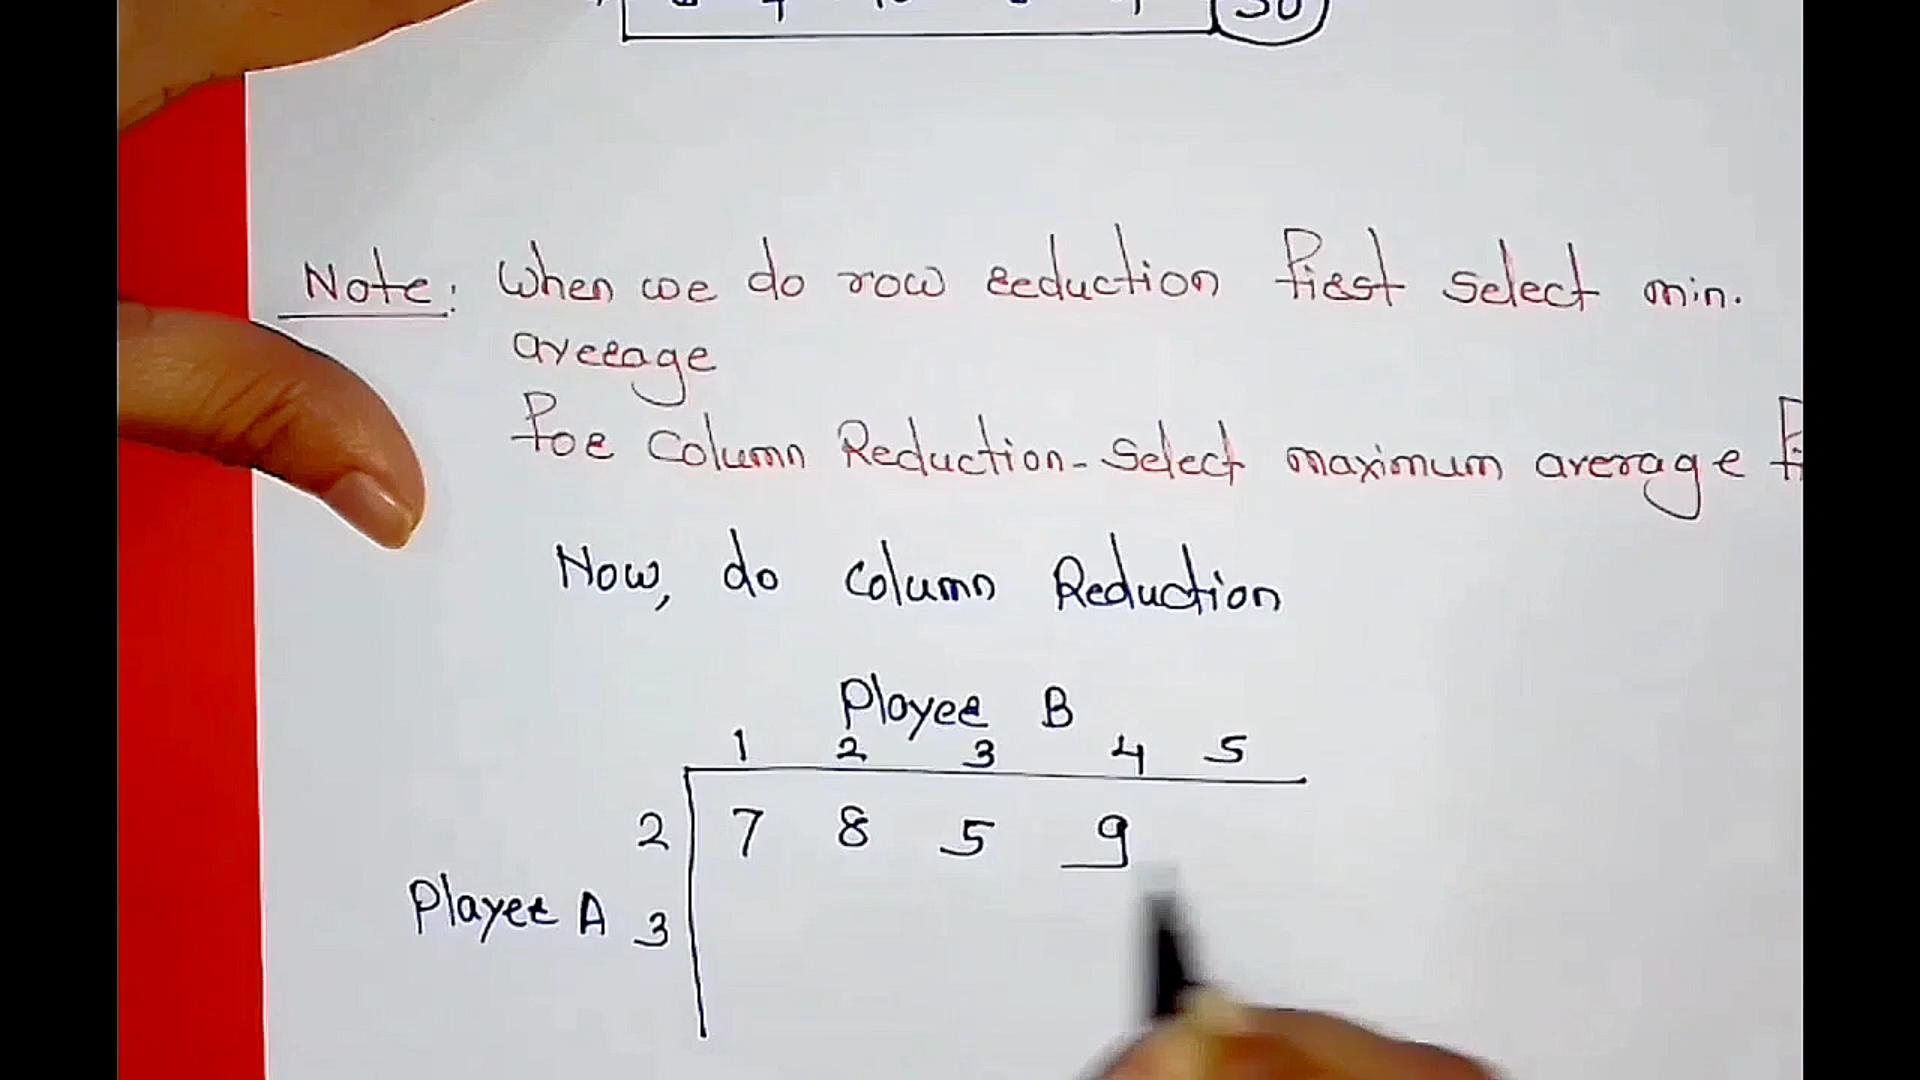 30
Note: When we do row reduction first select min.
average
For Column Reduction - Select maximum average
Now, do Column Reduction
Player B
1 2 3 4 5
2 7 8 5 9
Player A 3